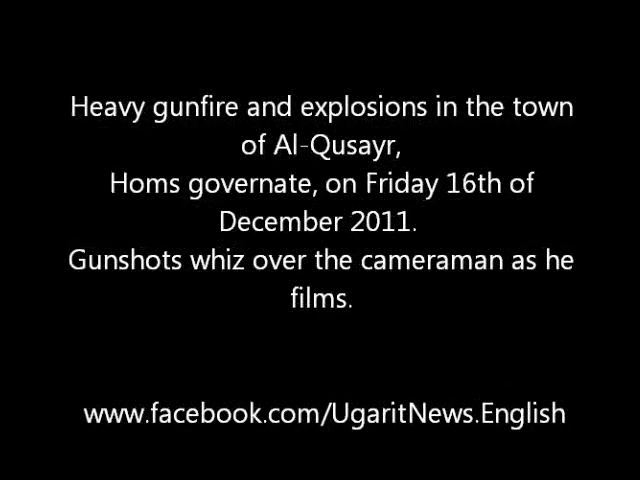 Heavy gunfire and explosions in the town
of Al-Qusayr,
Homs governate, on Friday 16th of
December 2011.
Gunshots whiz over the cameraman as he
films.
www.facebook.com/UgaritNews.English